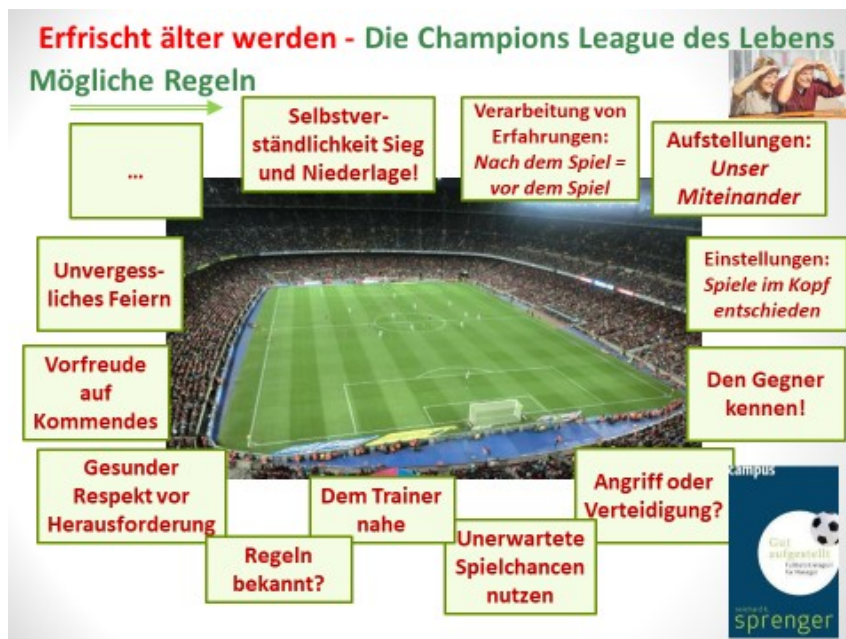 Erfrischt älter werden - Die Champions League des Lebens
Mögliche Regeln
...
Selbstver-
ständlichkeit Sieg
und Niederlage!
Verarbeitung von
Erfahrungen:
Nach dem Spiel =
vor dem Spiel
Aufstellungen:
Unser
Miteinander
Unvergess-
liches Feiern
Einstellungen:
Spiele im Kopf
entschieden
Vorfreude
auf
Kommendes
Den Gegner
kennen!
Gesunder
Respekt vor
Herausforderung
Dem Trainer
nahe
Angriff oder
Verteidigung?
Regeln
bekannt?
Unerwartete
Spielchancen
nutzen
campus
Gut
aufgestellt
Fußballstrategien
für Manager
sprenger